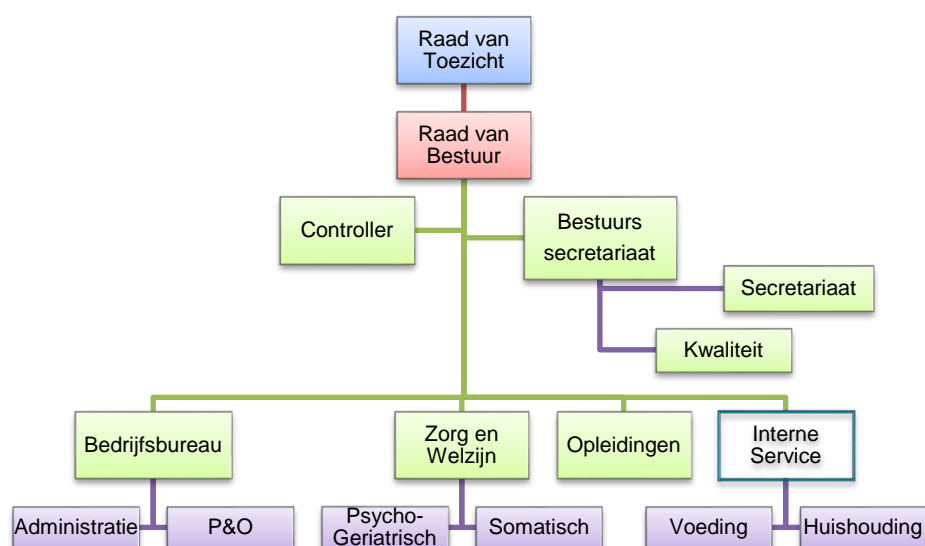 Raad van
Toezicht
Raad van
Bestuur
Controller
Bestuurs
secretariaat
Secretariaat
Kwaliteit
Bedrijfsbureau
Zorg en
Welzijn
Opleidingen
Interne
Service
Administratie
P&O
Psycho-
Geriatrisch
Somatisch
Voeding
Huishouding